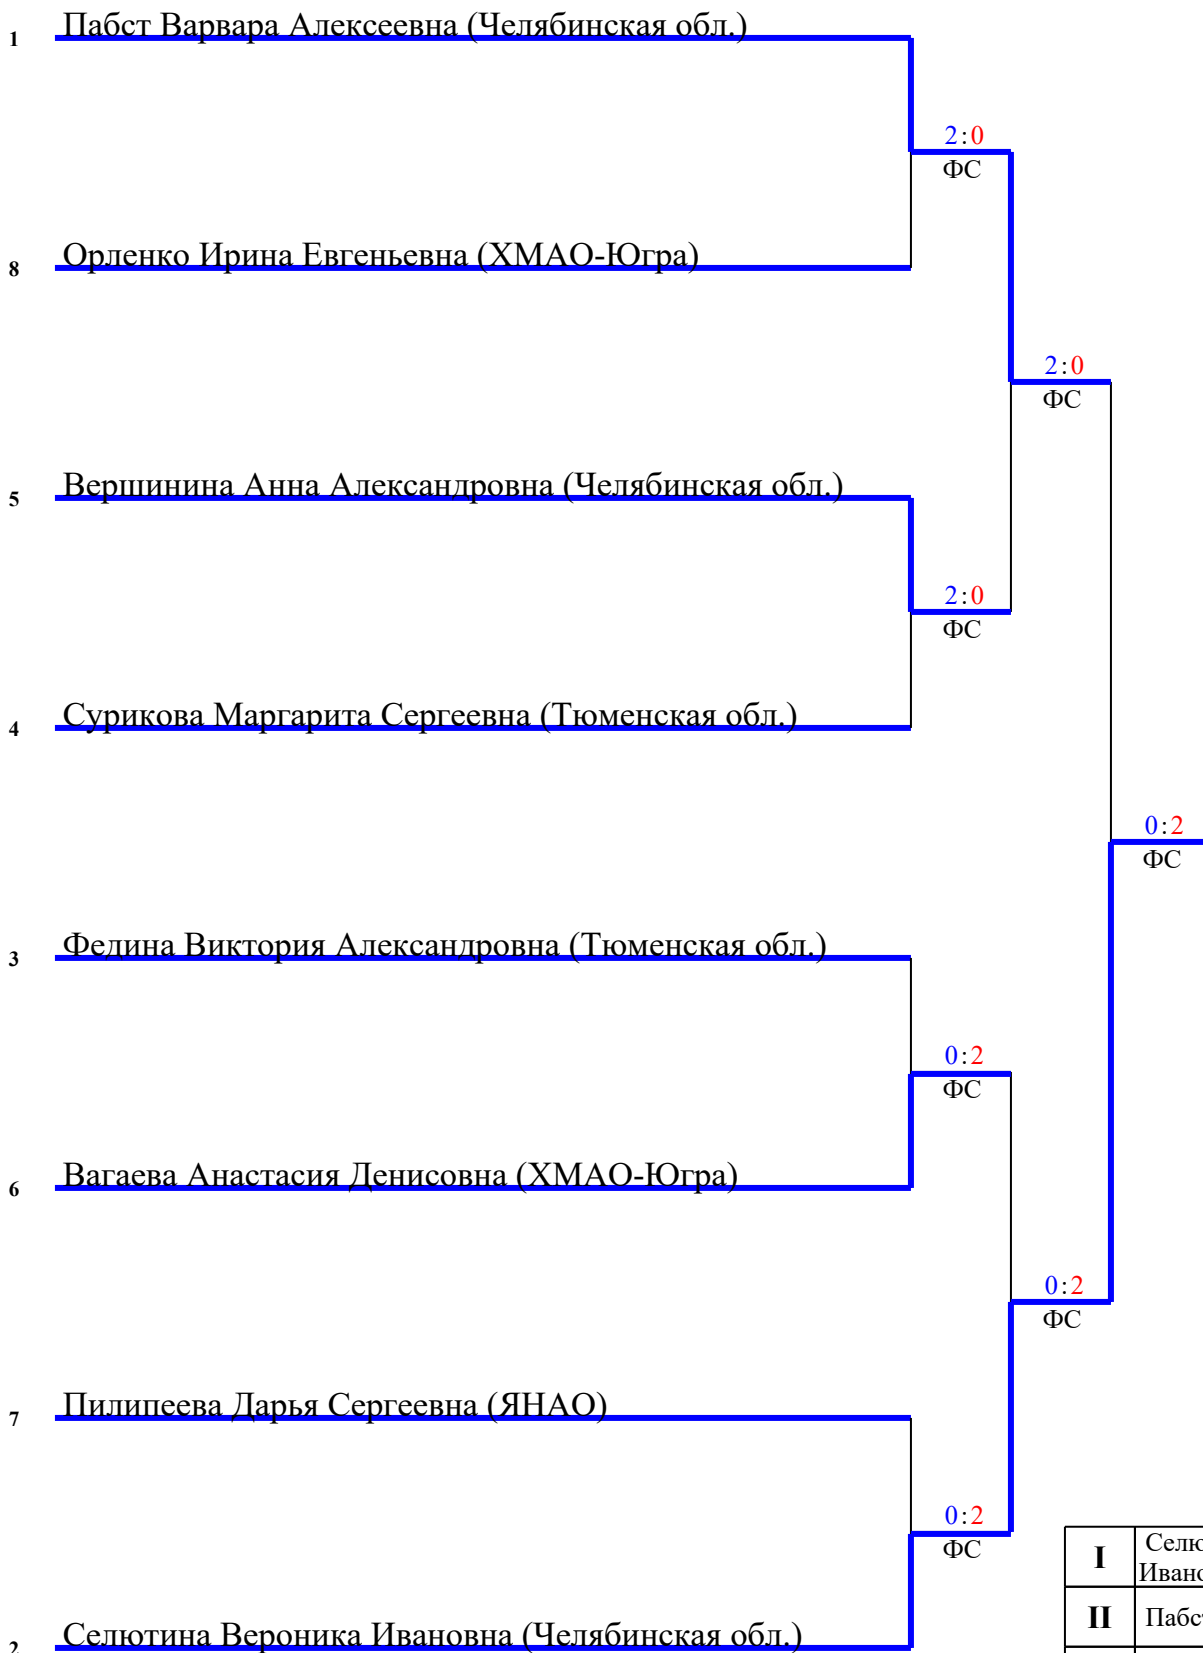 1 Пабст Варвара Алексеевна (Челябинская обл.)
2:0
ФС
8 Орленко Ирина Евгеньевна (ХМАО-Югра)
2:0
ФС
5 Вершинина Анна Александровна (Челябинская обл.)
2:0
ФС
4 Сурикова Маргарита Сергеевна (Тюменская обл.)
0:2
ФС
3 Федина Виктория Александровна (Тюменская обл.)
0:2
ФС
6 Вагаева Анастасия Денисовна (ХМАО-Югра)
0:2
ФС
7 Пилипеева Дарья Сергеевна (ЯНАО)
0:2
ФС
I Селю
Ивано
II Пабст
2 Селютина Вероника Ивановна (Челябинская обл.)